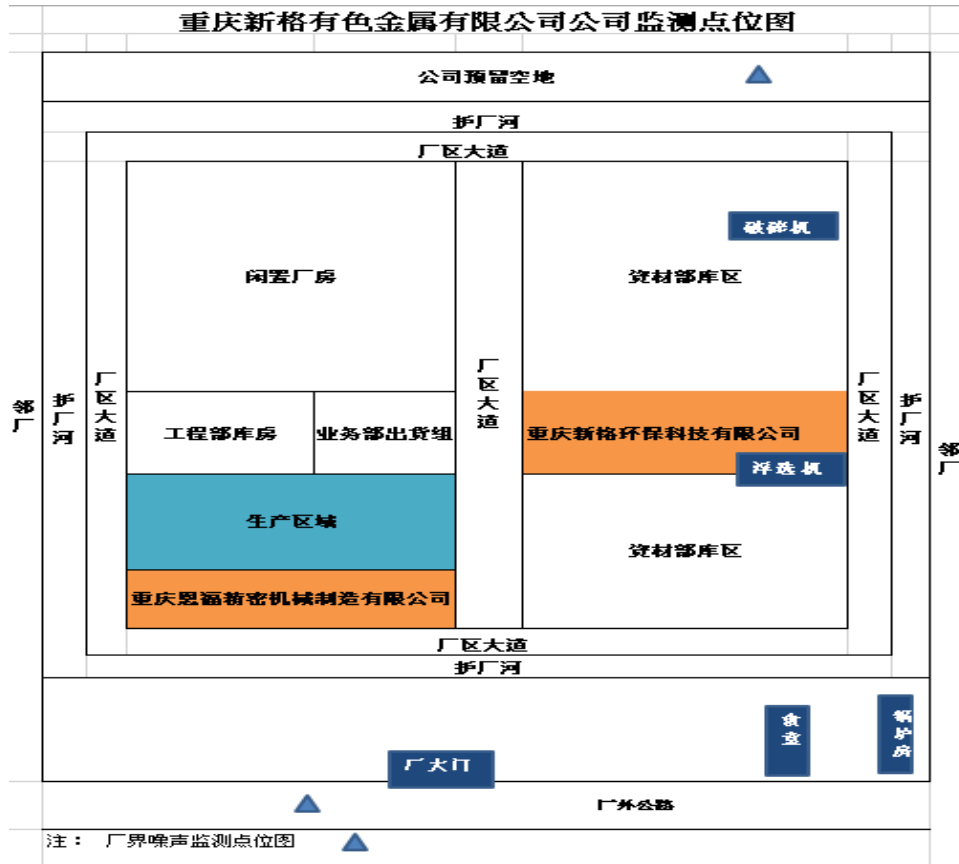 重庆新格有色金属有限公司公司监测点位图
公司预留空地
护厂河
厂区大道
破碎机
闲置厂房
资材部库区
邻厂
护厂河
厂区大道
厂区大道
厂区大道
护厂河
邻厂
工程部库房
业务部出货组
重庆新格环保科技有限公司
浮选机
生产区域
资材部库区
重庆恩福精密机械制造有限公司
厂区大道
护厂河
食堂
锅炉房
厂大门
厂外公路
注： 厂界噪声监测点位图